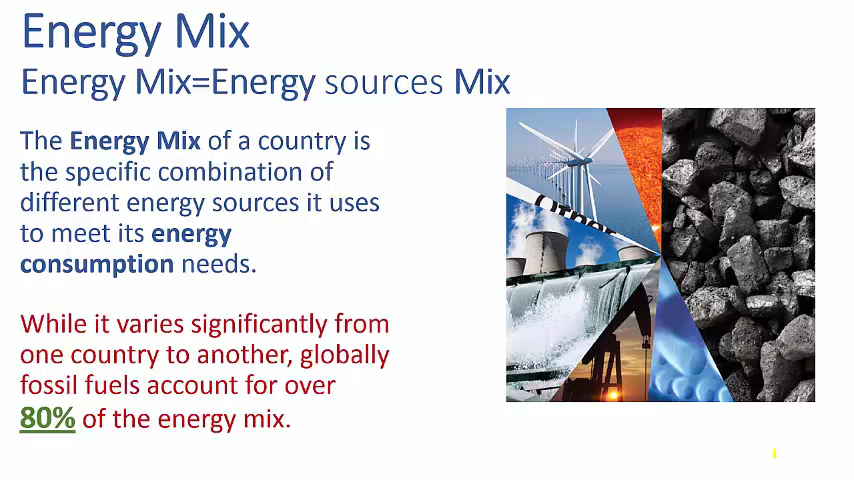 Energy Mix
Energy Mix=Energy sources Mix
The Energy Mix of a country is
the specific combination of
different energy sources it uses
to meet its energy
consumption needs.
While it varies significantly from
one country to another, globally
fossil fuels account for over
80% of the energy mix.